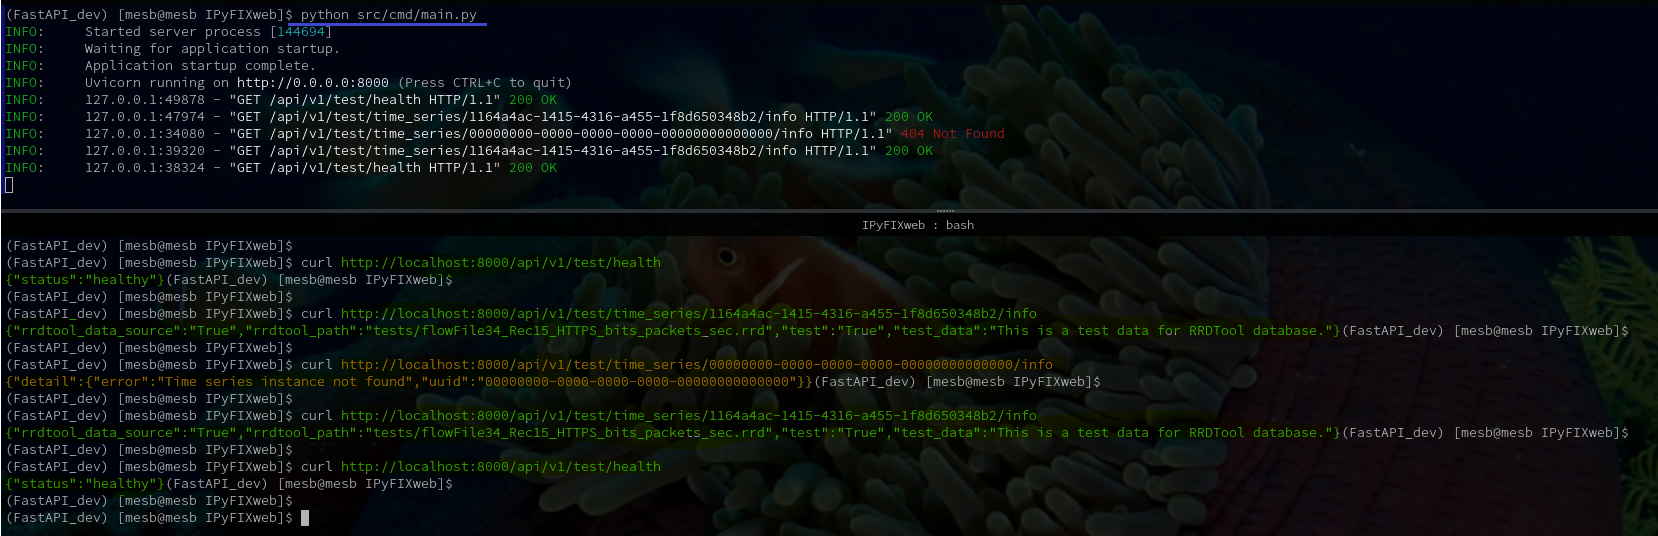 (FastAPI_dev) [mesb@mesb IPyFIXweb]$ python src/cmd/main.py
INFO:     Started server process [144694]
INFO:     Waiting for application startup.
INFO:     Application startup complete.
INFO:     Uvicorn running on http://0.0.0.0:8000 (Press CTRL+C to quit)
INFO:     127.0.0.1:49878 - "GET /api/v1/test/health HTTP/1.1" 200 OK
INFO:     127.0.0.1:47974 - "GET /api/v1/test/time_series/1164a4ac-1415-4316-a455-1f8d650348b2/info HTTP/1.1" 200 OK
INFO:     127.0.0.1:34080 - "GET /api/v1/test/time_series/00000000-0000-0000-0000-00000000000000/info HTTP/1.1" 404 Not Found
INFO:     127.0.0.1:39320 - "GET /api/v1/test/time_series/1164a4ac-1415-4316-a455-1f8d650348b2/info HTTP/1.1" 200 OK
INFO:     127.0.0.1:38324 - "GET /api/v1/test/health HTTP/1.1" 200 OK
IPyFIXweb : bash
(FastAPI_dev) [mesb@mesb IPyFIXweb]$
(FastAPI_dev) [mesb@mesb IPyFIXweb]$ curl http://localhost:8000/api/v1/test/health
{"status":"healthy"}(FastAPI_dev) [mesb@mesb IPyFIXweb]$
(FastAPI_dev) [mesb@mesb IPyFIXweb]$
(FastAPI_dev) [mesb@mesb IPyFIXweb]$ curl http://localhost:8000/api/v1/test/time_series/1164a4ac-1415-4316-a455-1f8d650348b2/info
{"rrdtool_data_source":"True","rrdtool_path":"tests/flowFile34_Rec15_HTTPS_bits_packets_sec.rrd","test":"True","test_data":"This is a test data for RRDTool database."}(FastAPI_dev) [mesb@mesb IPyFIXweb]$
(FastAPI_dev) [mesb@mesb IPyFIXweb]$
(FastAPI_dev) [mesb@mesb IPyFIXweb]$ curl http://localhost:8000/api/v1/test/time_series/00000000-0000-0000-0000-00000000000000/info
{"detail":{"error":"Time series instance not found","uuid":"00000000-0000-0000-0000-00000000000000"}}(FastAPI_dev) [mesb@mesb IPyFIXweb]$
(FastAPI_dev) [mesb@mesb IPyFIXweb]$
(FastAPI_dev) [mesb@mesb IPyFIXweb]$ curl http://localhost:8000/api/v1/test/time_series/1164a4ac-1415-4316-a455-1f8d650348b2/info
{"rrdtool_data_source":"True","rrdtool_path":"tests/flowFile34_Rec15_HTTPS_bits_packets_sec.rrd","test":"True","test_data":"This is a test data for RRDTool database."}(FastAPI_dev) [mesb@mesb IPyFIXweb]$
(FastAPI_dev) [mesb@mesb IPyFIXweb]$
(FastAPI_dev) [mesb@mesb IPyFIXweb]$ curl http://localhost:8000/api/v1/test/health
{"status":"healthy"}(FastAPI_dev) [mesb@mesb IPyFIXweb]$
(FastAPI_dev) [mesb@mesb IPyFIXweb]$
(FastAPI_dev) [mesb@mesb IPyFIXweb]$